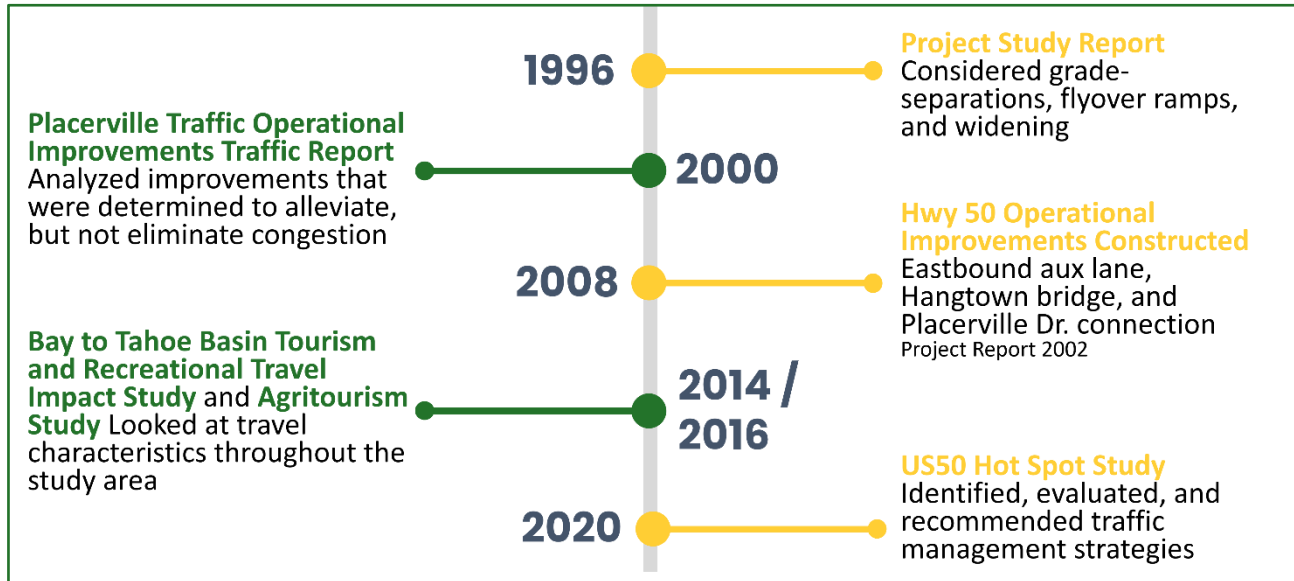 1996
Project Study Report
Considered grade-
separations, flyover ramps,
and widening
Placerville Traffic Operational
Improvements Traffic Report
Analyzed improvements that
were determined to alleviate,
but not eliminate congestion
2000
2008
Hwy 50 Operational
Improvements Constructed
Eastbound aux lane,
Hangtown bridge, and
Placerville Dr. connection
Project Report 2002
Bay to Tahoe Basin Tourism
and Recreational Travel
Impact Study and Agritourism
Study Looked at travel
characteristics throughout the
study area
2014 /
2016
2020
US50 Hot Spot Study
Identified, evaluated, and
recommended traffic
management strategies